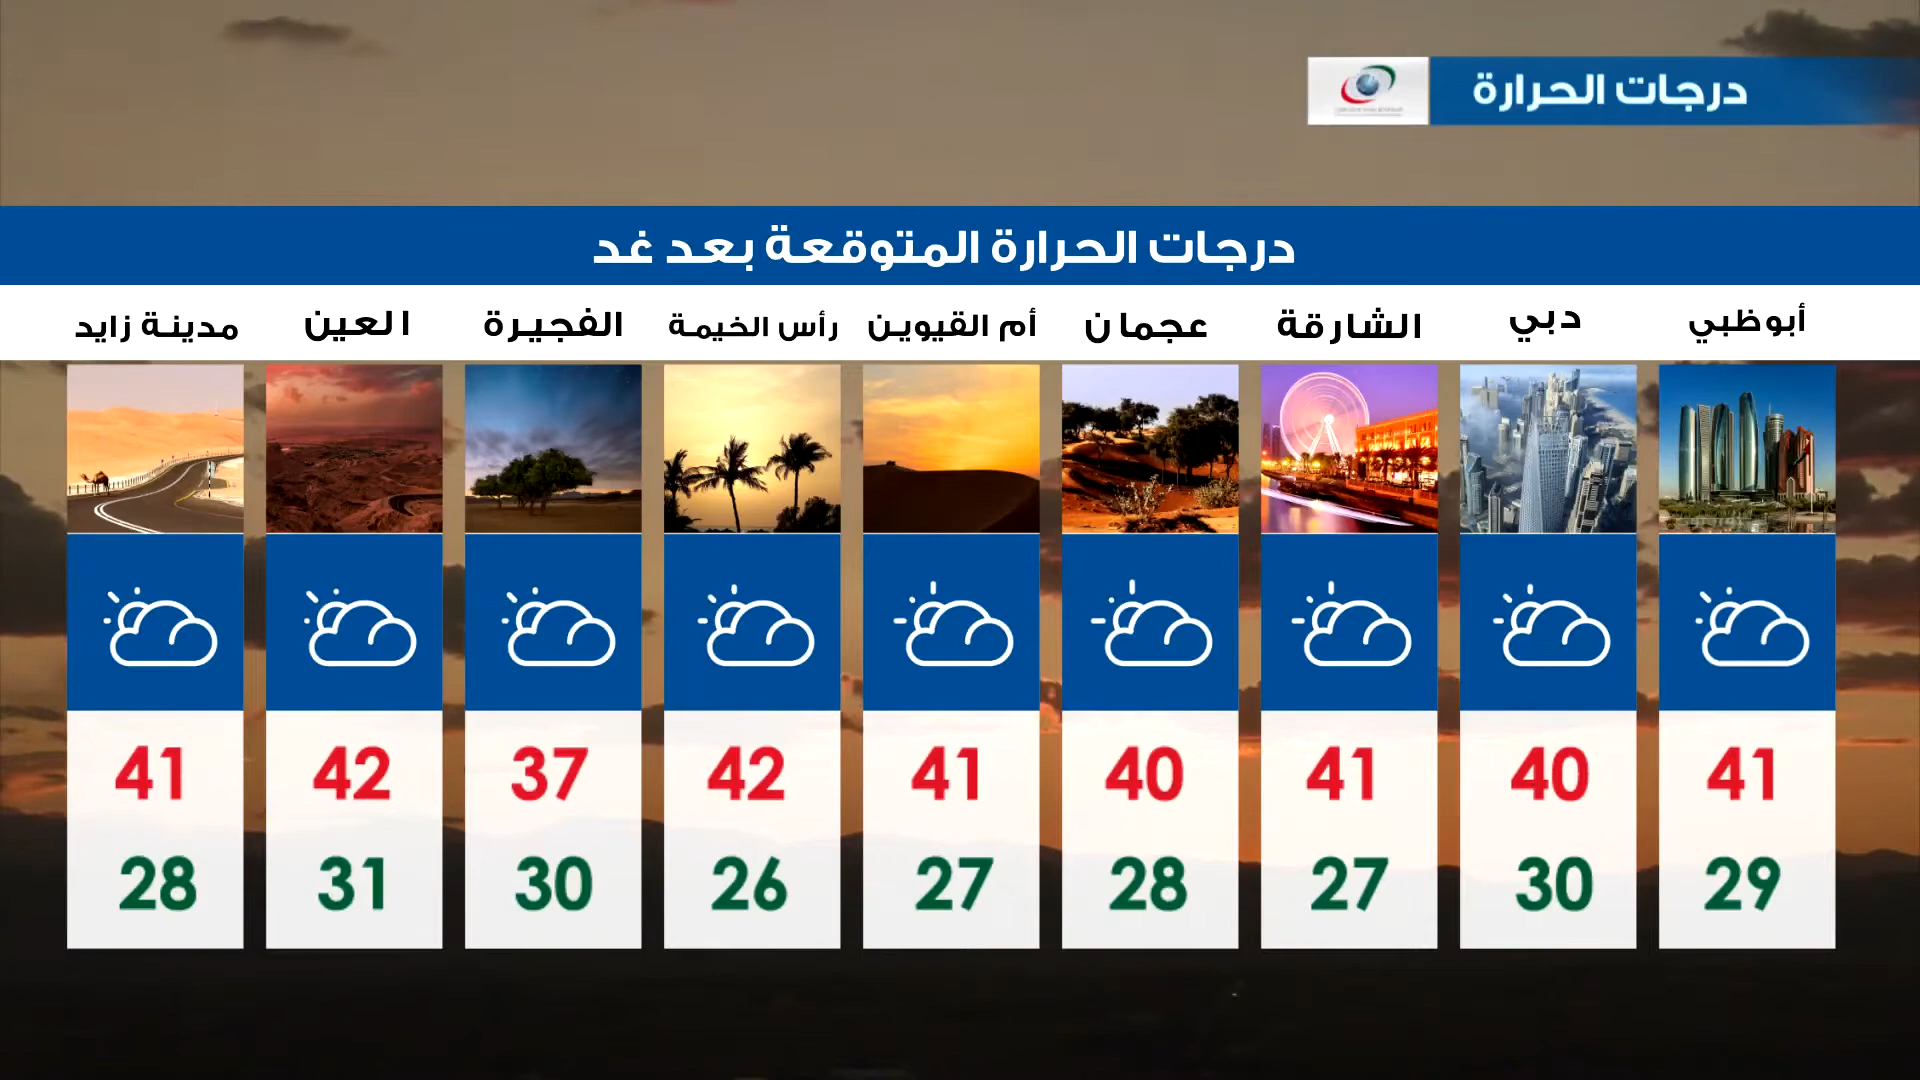 درجات الحرارة
درجات الحرارة المتوقعة بعد غد
أبوظبي دبي الشارقة عجمان أم القيوين رأس الخيمة الفجيرة العين مدينة زايد
41 40 41 40 41 42 37 42 41
29 30 27 28 27 26 30 31 28